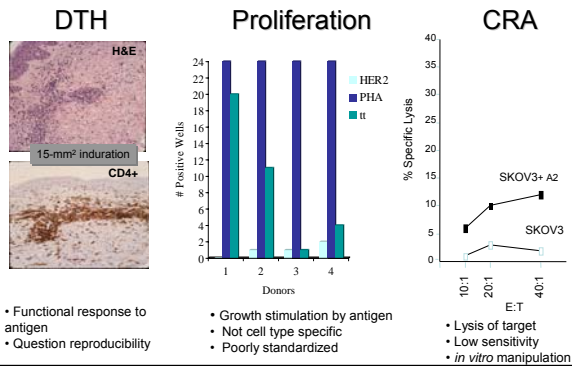 DTH
Proliferation
CRA
H&E
15-mm² induration
CD4+
• Functional response to
antigen
• Question reproducibility
24
22
20
18
16
14
12
10
8
6
4
2
0
# Positive Wells
HER2
PHA
tt
1 2 3 4
Donors
• Growth stimulation by antigen
• Not cell type specific
• Poorly standardized
40
35
30
25
20
15
10
5
0
% Specific Lysis
SKOV3+ A2
SKOV3
10:1
20:1
40:1
E:T
• Lysis of target
• Low sensitivity
• in vitro manipulation